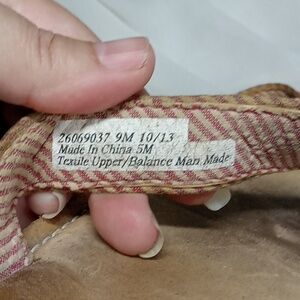 26069037 9M 10/13
Made In China 5M
Textile Upper/Balance Man Made